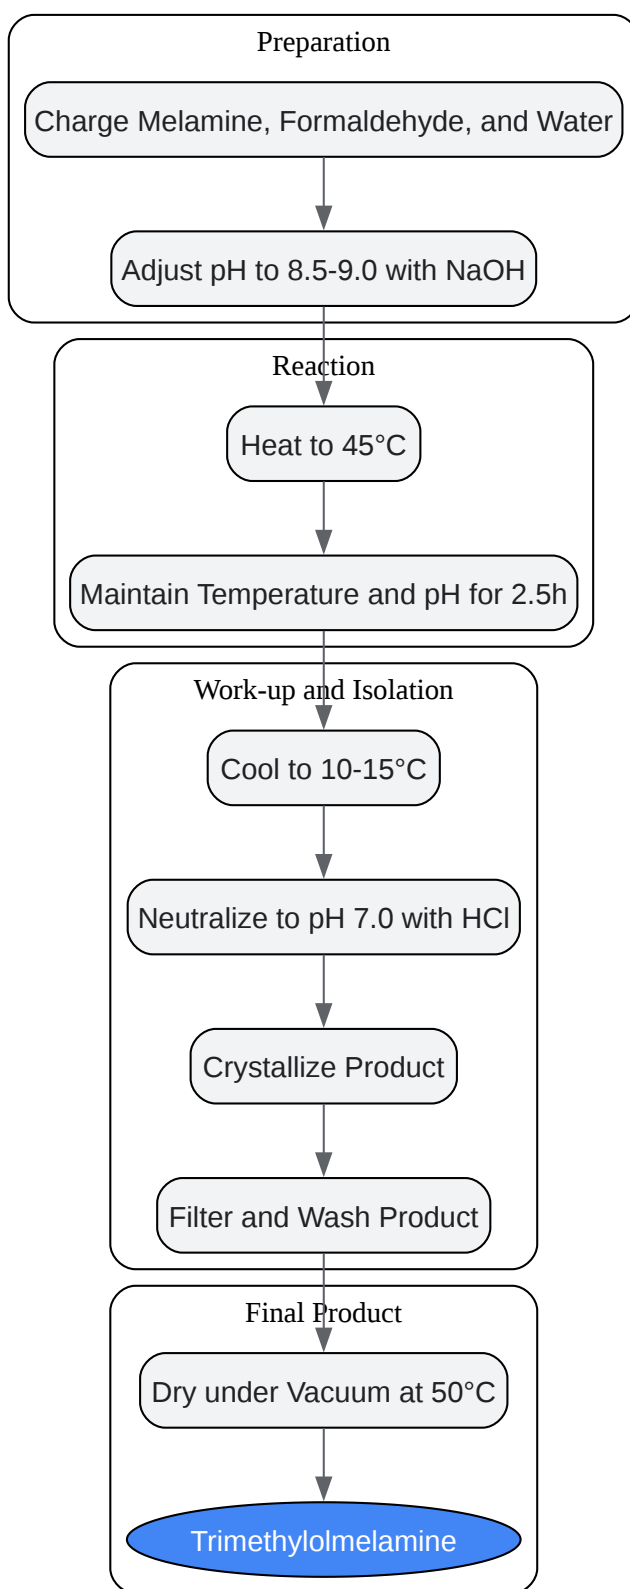 Preparation
Charge Melamine, Formaldehyde, and Water
Adjust pH to 8.5-9.0 with NaOH
Reaction
Heat to 45°C
Maintain Temperature and pH for 2.5h
Work-up and Isolation
Cool to 10-15°C
Neutralize to pH 7.0 with HCl
Crystallize Product
Filter and Wash Product
Final Product
Dry under Vacuum at 50°C
Trimethylolmelamine